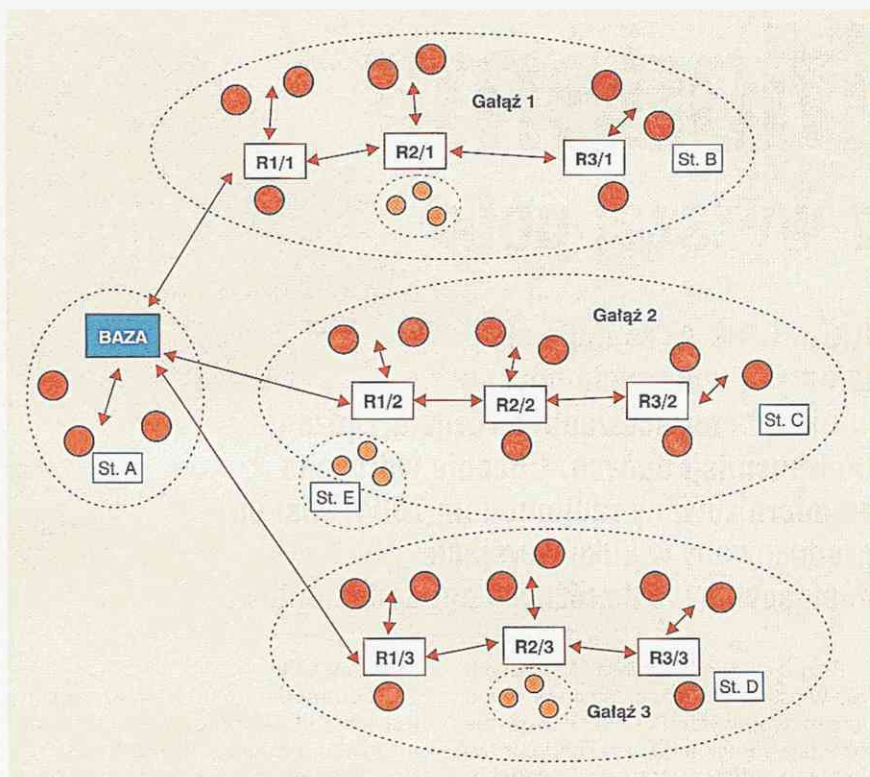 Gałąź 1
R1/1
R2/1
R3/1
St. B
BAZA
St. A
Gałąź 2
R1/2
R2/2
R3/2
St. C
St. E
R1/3
R2/3
R3/3
St. D
Gałąź 3